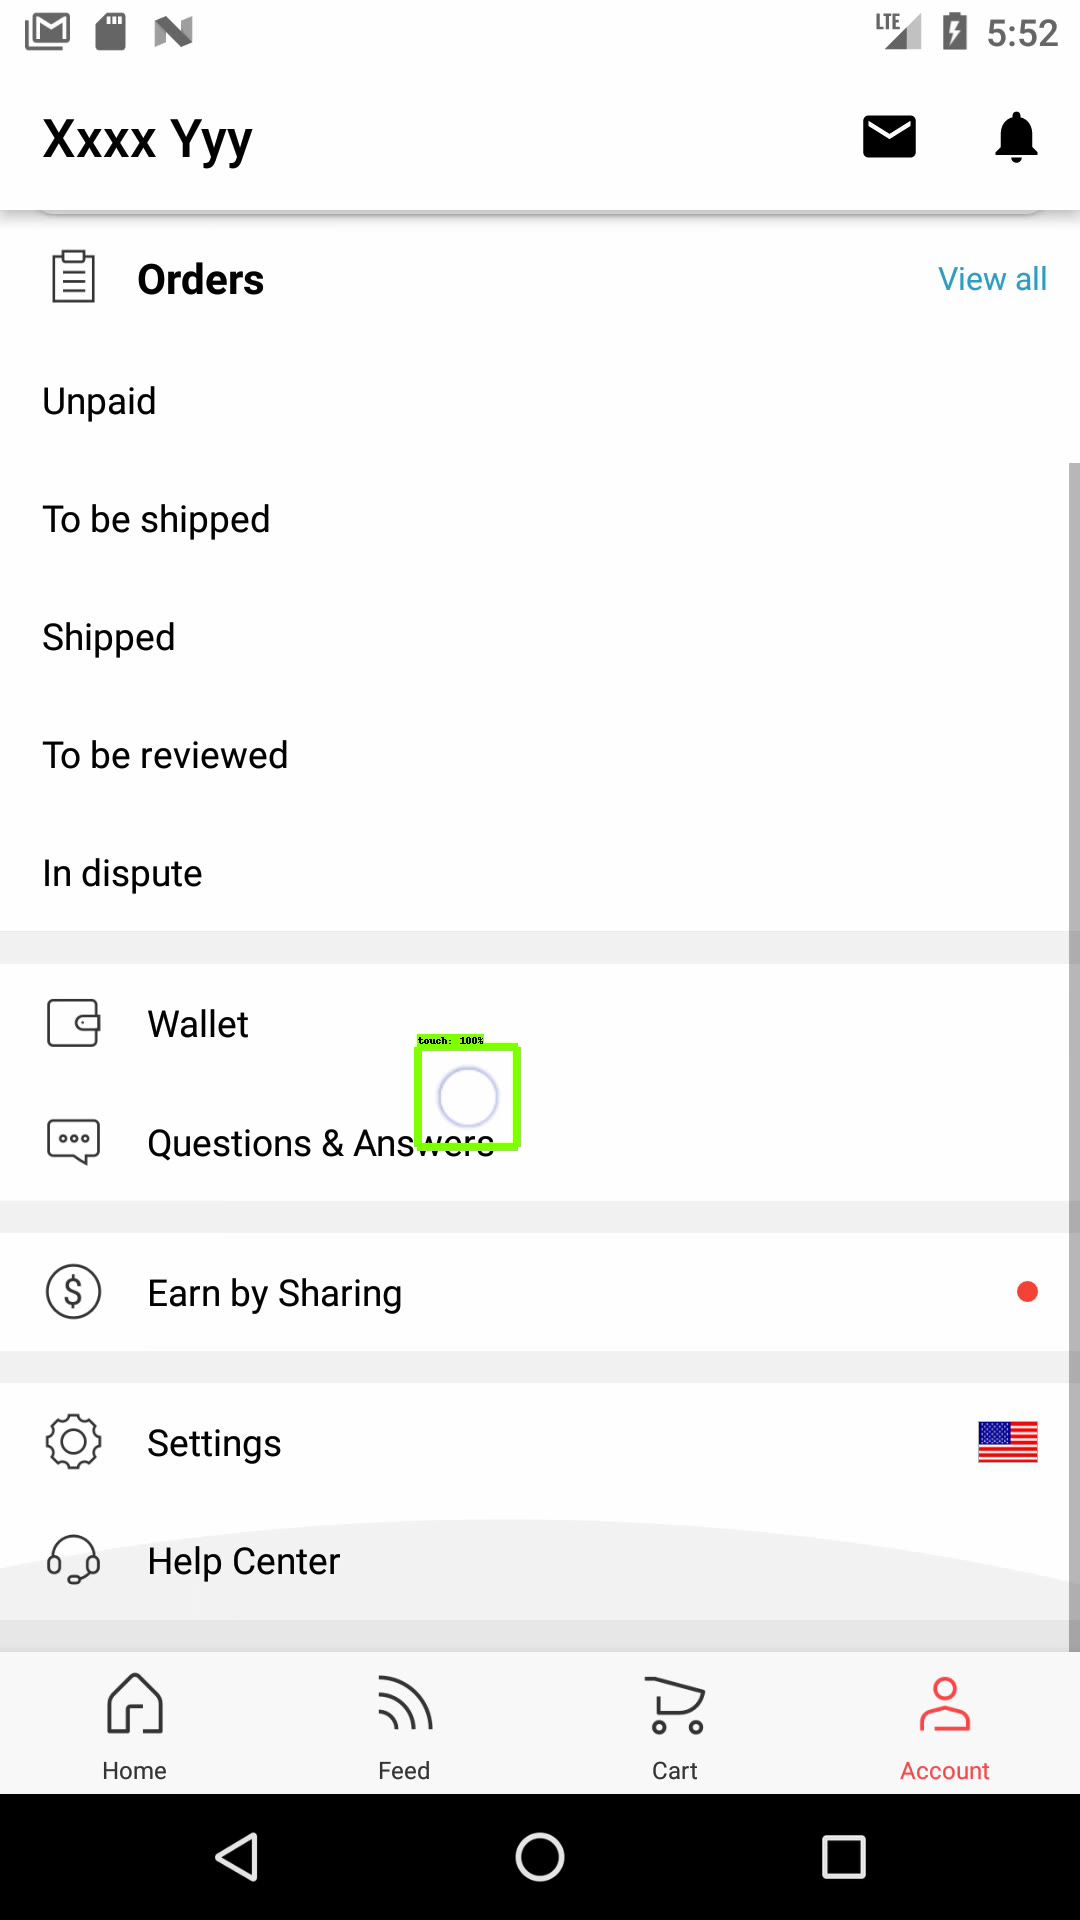 LTE 5:52
Xxxx Yyy
Orders View all
Unpaid
To be shipped
Shipped
To be reviewed
In dispute
Wallet
touch: 100%
Questions & Answers
Earn by Sharing
Settings
Help Center
Home Feed Cart Account